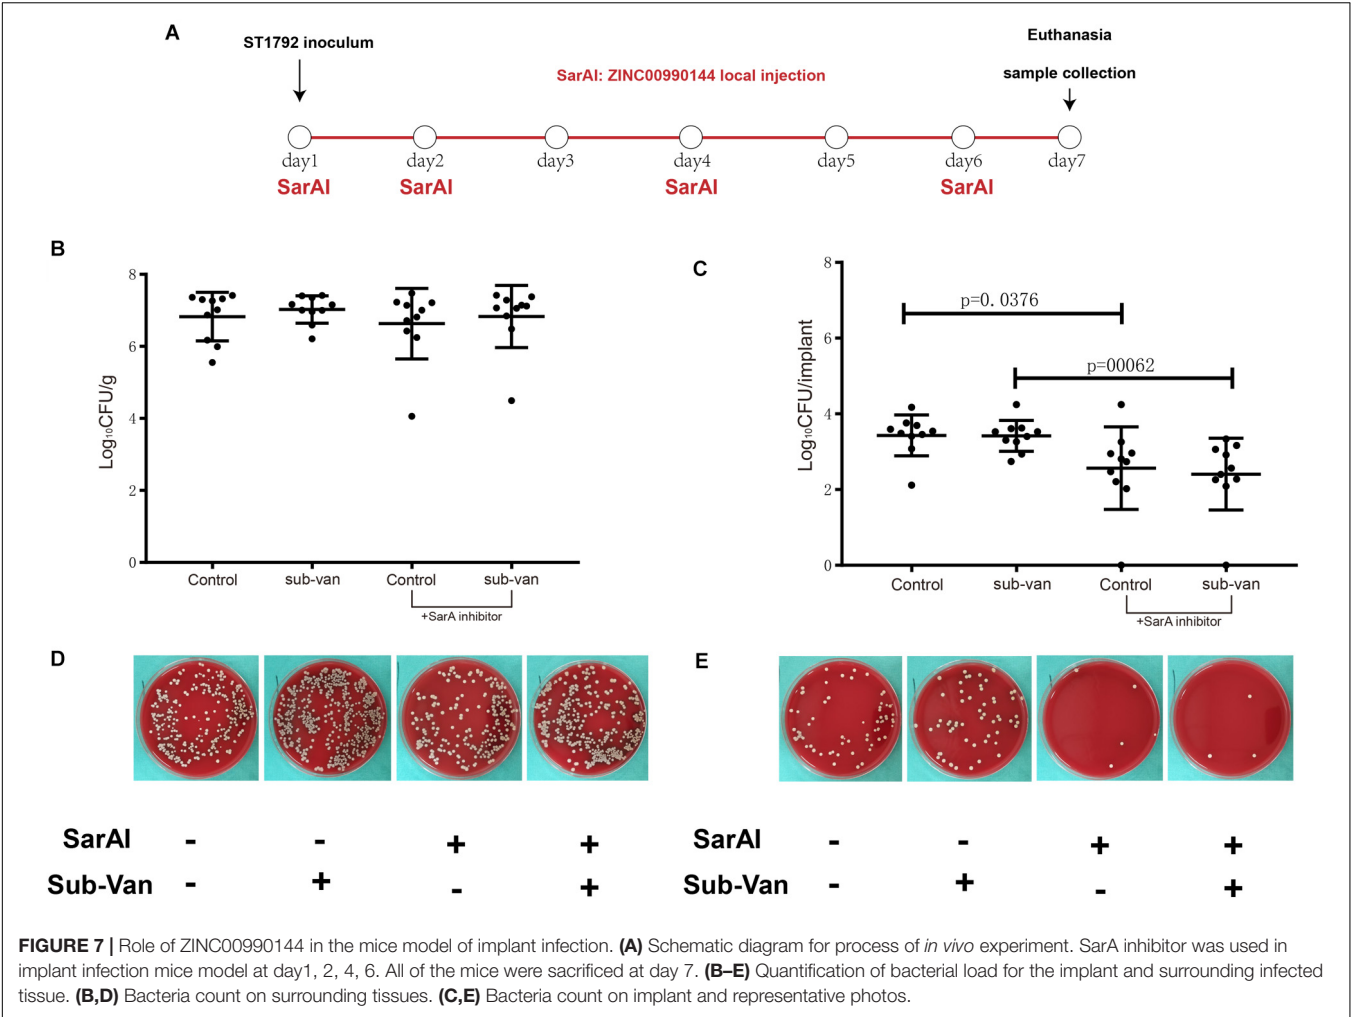 A
ST1792 inoculum
Euthanasia
sample collection
SarAI: ZINC00990144 local injection
day1 day2 day3 day4 day5 day6 day7
SarAI SarAI SarAI SarAI
B
Log₁₀CFU/g
8
6
4
2
0
Control sub-van Control sub-van
+SarA inhibitor
C
Log₁₀CFU/implant
8
6
4
2
0
p=0.0376
p=00062
Control sub-van Control sub-van
+SarA inhibitor
D
SarAI - - + +
Sub-Van - + - +
E
SarAI - - + +
Sub-Van - + - +
FIGURE 7 | Role of ZINC00990144 in the mice model of implant infection. (A) Schematic diagram for process of in vivo experiment. SarA inhibitor was used in
implant infection mice model at day1, 2, 4, 6. All of the mice were sacrificed at day 7. (B–E) Quantification of bacterial load for the implant and surrounding infected
tissue. (B,D) Bacteria count on surrounding tissues. (C,E) Bacteria count on implant and representative photos.